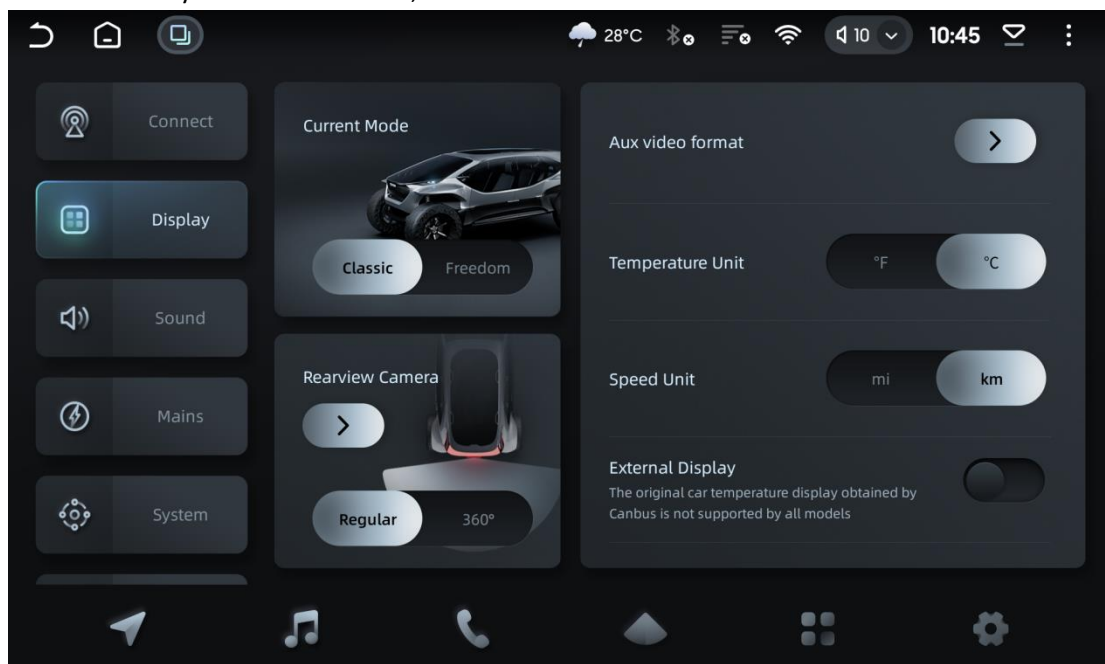 28°C
10
10:45
Connect
Display
Sound
Mains
System
Current Mode
Classic Freedom
Rearview Camera
Regular 360°
Aux video format
Temperature Unit °F °C
Speed Unit mi km
External Display
The original car temperature display obtained by
Canbus is not supported by all models